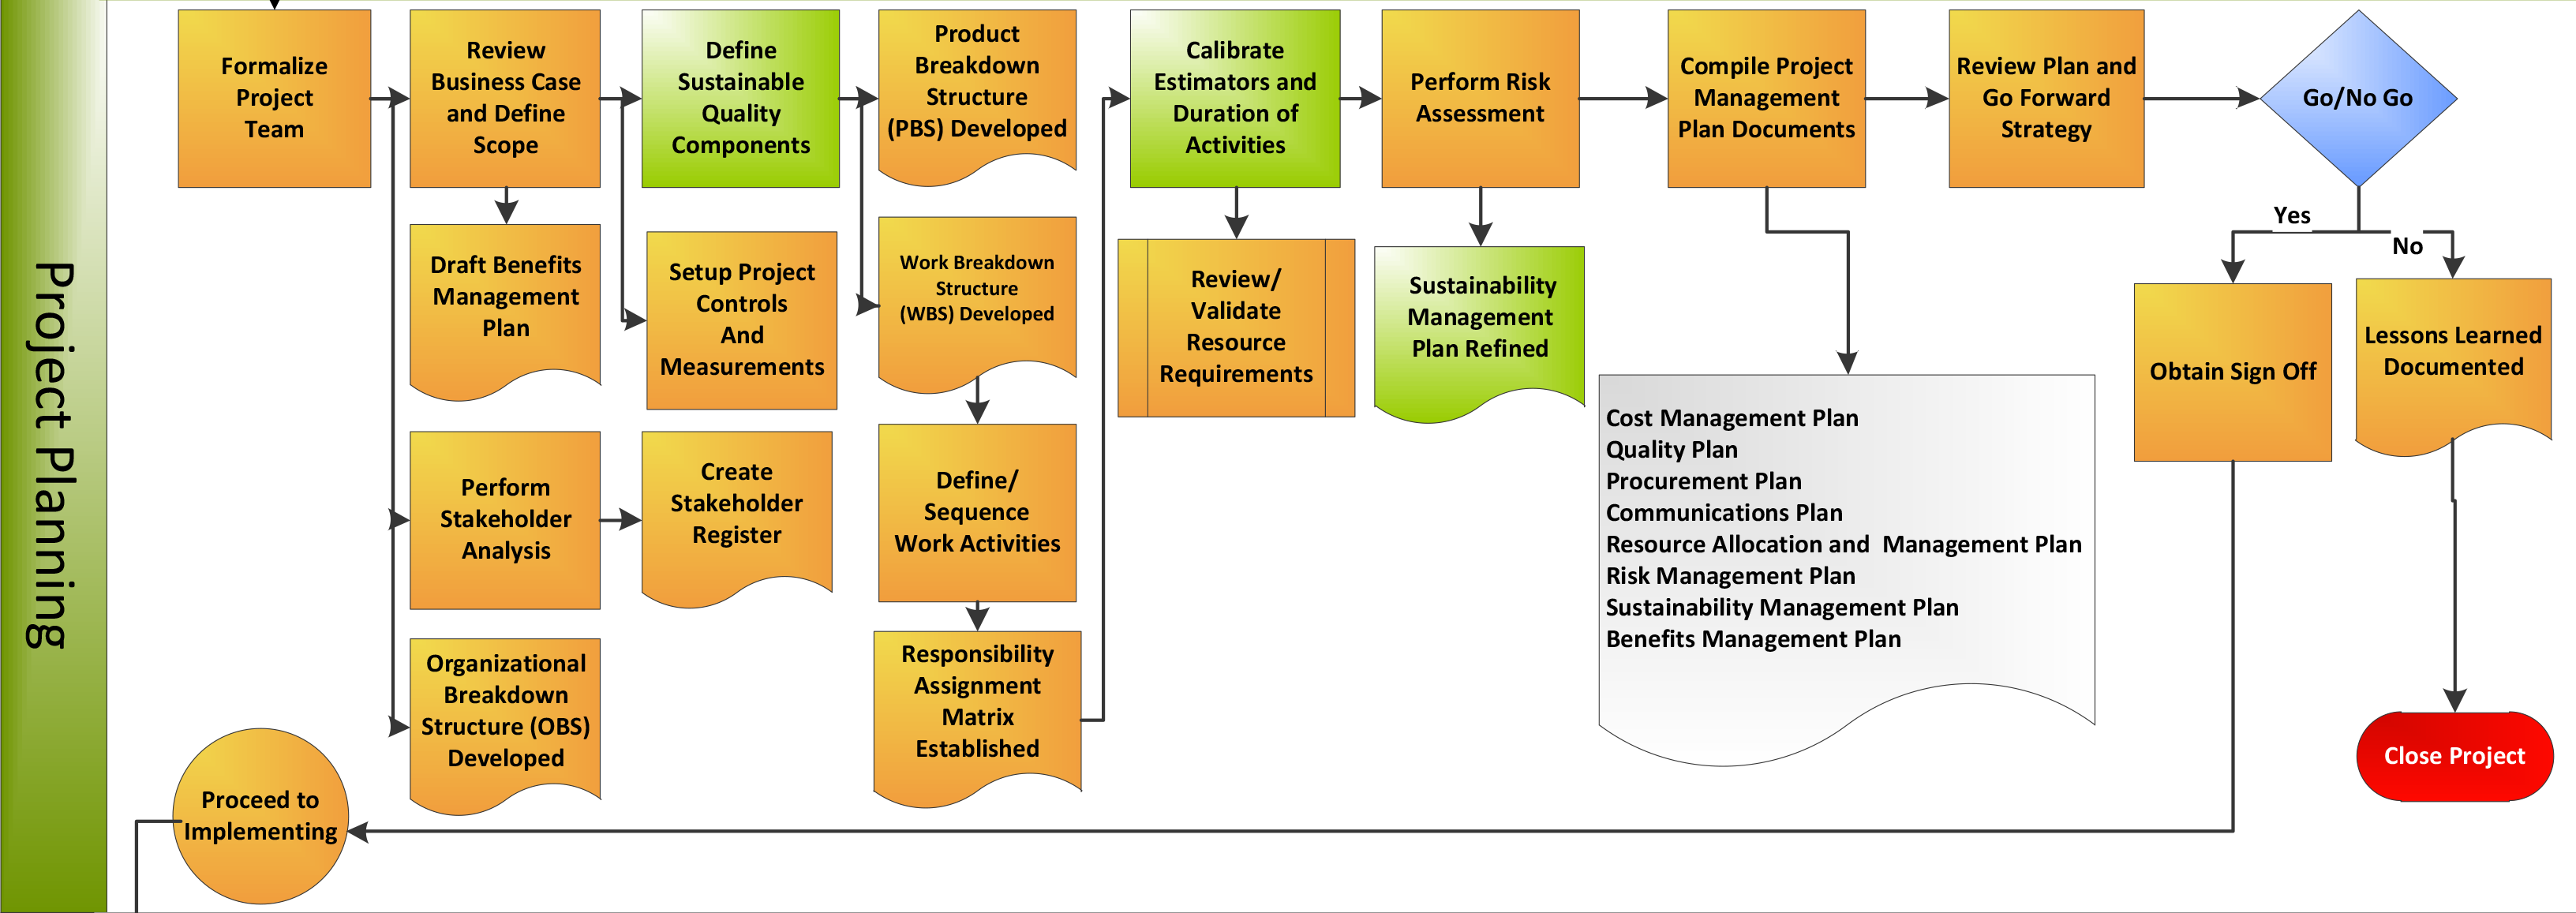 Project Planning
Formalize
Project
Team
Review
Business Case
and Define
Scope
Define
Sustainable
Quality
Components
Product
Breakdown
Structure
(PBS) Developed
Calibrate
Estimators and
Duration of
Activities
Perform Risk
Assessment
Compile Project
Management
Plan Documents
Review Plan and
Go Forward
Strategy
Go/No Go
Yes
No
Draft Benefits
Management
Plan
Setup Project
Controls
And
Measurements
Work Breakdown
Structure
(WBS) Developed
Review/
Validate
Resource
Requirements
Sustainability
Management
Plan Refined
Obtain Sign Off
Lessons Learned
Documented
Cost Management Plan
Quality Plan
Procurement Plan
Communications Plan
Resource Allocation and  Management Plan
Risk Management Plan
Sustainability Management Plan
Benefits Management Plan
Perform
Stakeholder
Analysis
Create
Stakeholder
Register
Define/
Sequence
Work Activities
Organizational
Breakdown
Structure (OBS)
Developed
Responsibility
Assignment
Matrix
Established
Close Project
Proceed to
Implementing